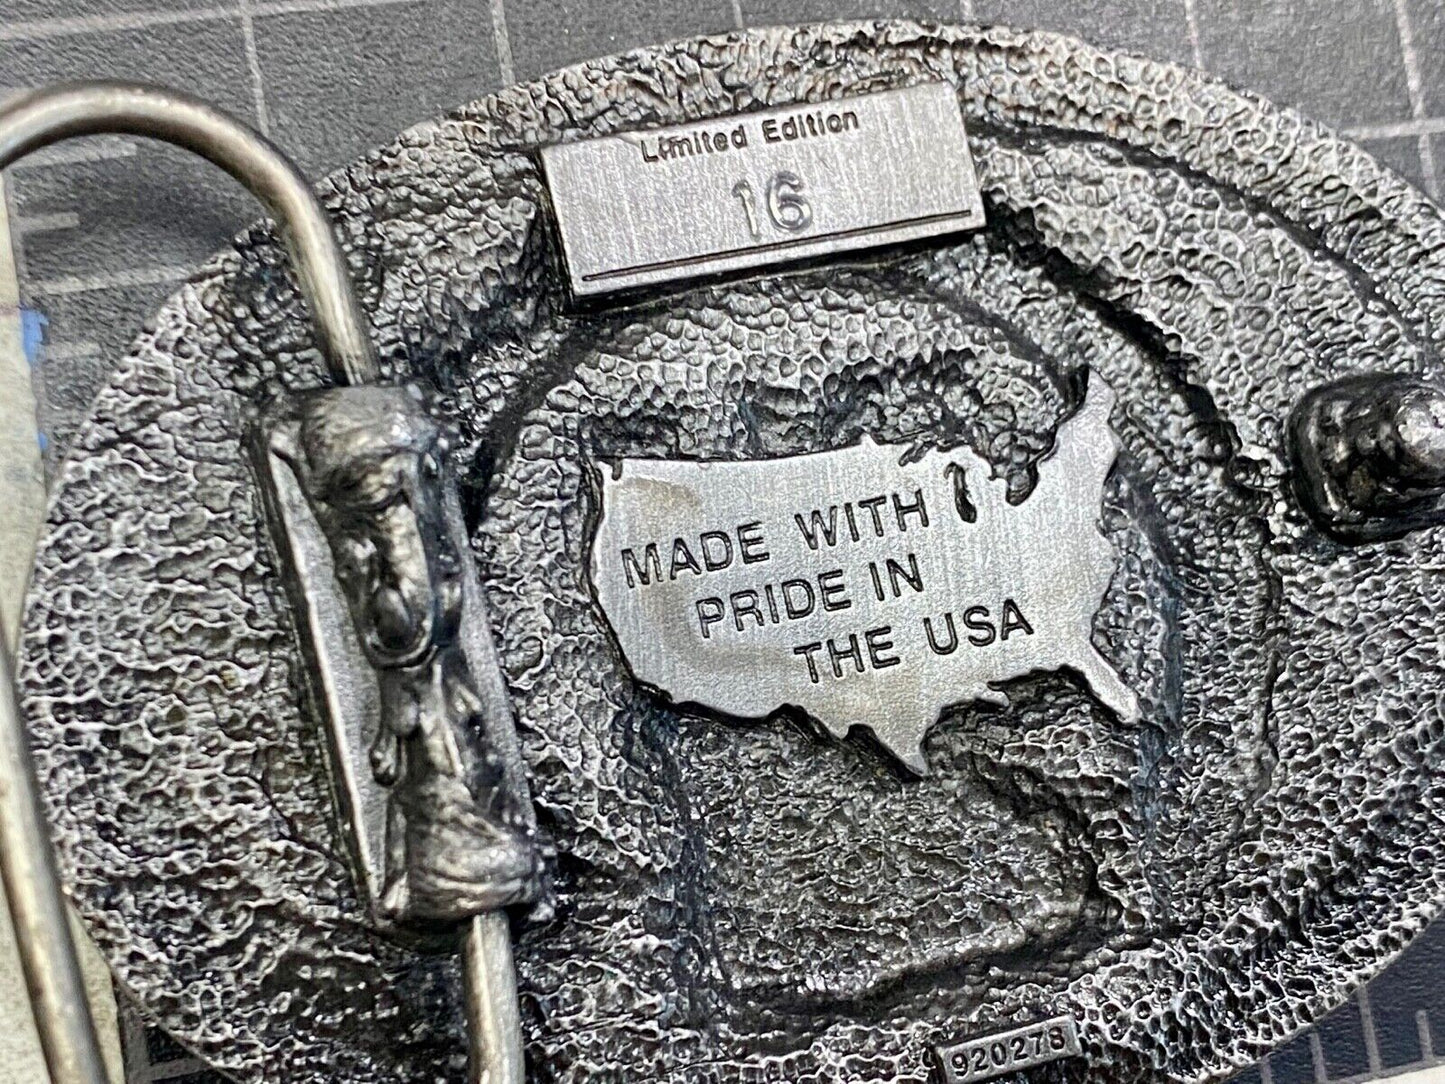 Limited Edition
16
MADE WITH
PRIDE IN
THE USA
920278